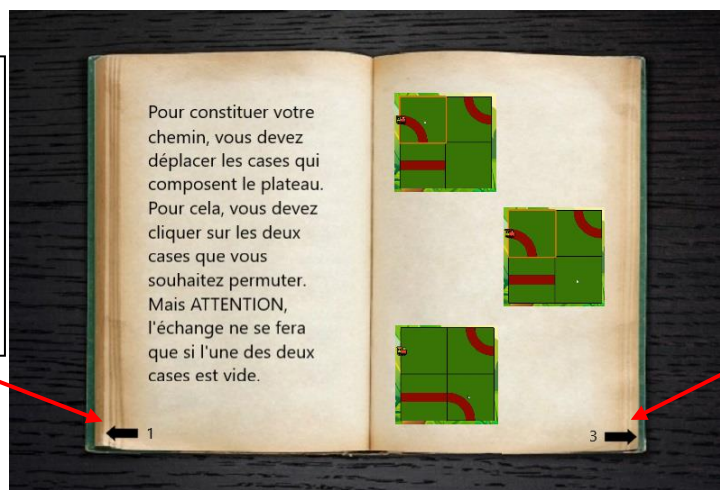 Pour constituer votre
chemin, vous devez
déplacer les cases qui
composent le plateau.
Pour cela, vous devez
cliquer sur les deux
cases que vous
souhaitez permuter.
Mais ATTENTION,
l'échange ne se fera
que si l'une des deux
cases est vide.
1
3